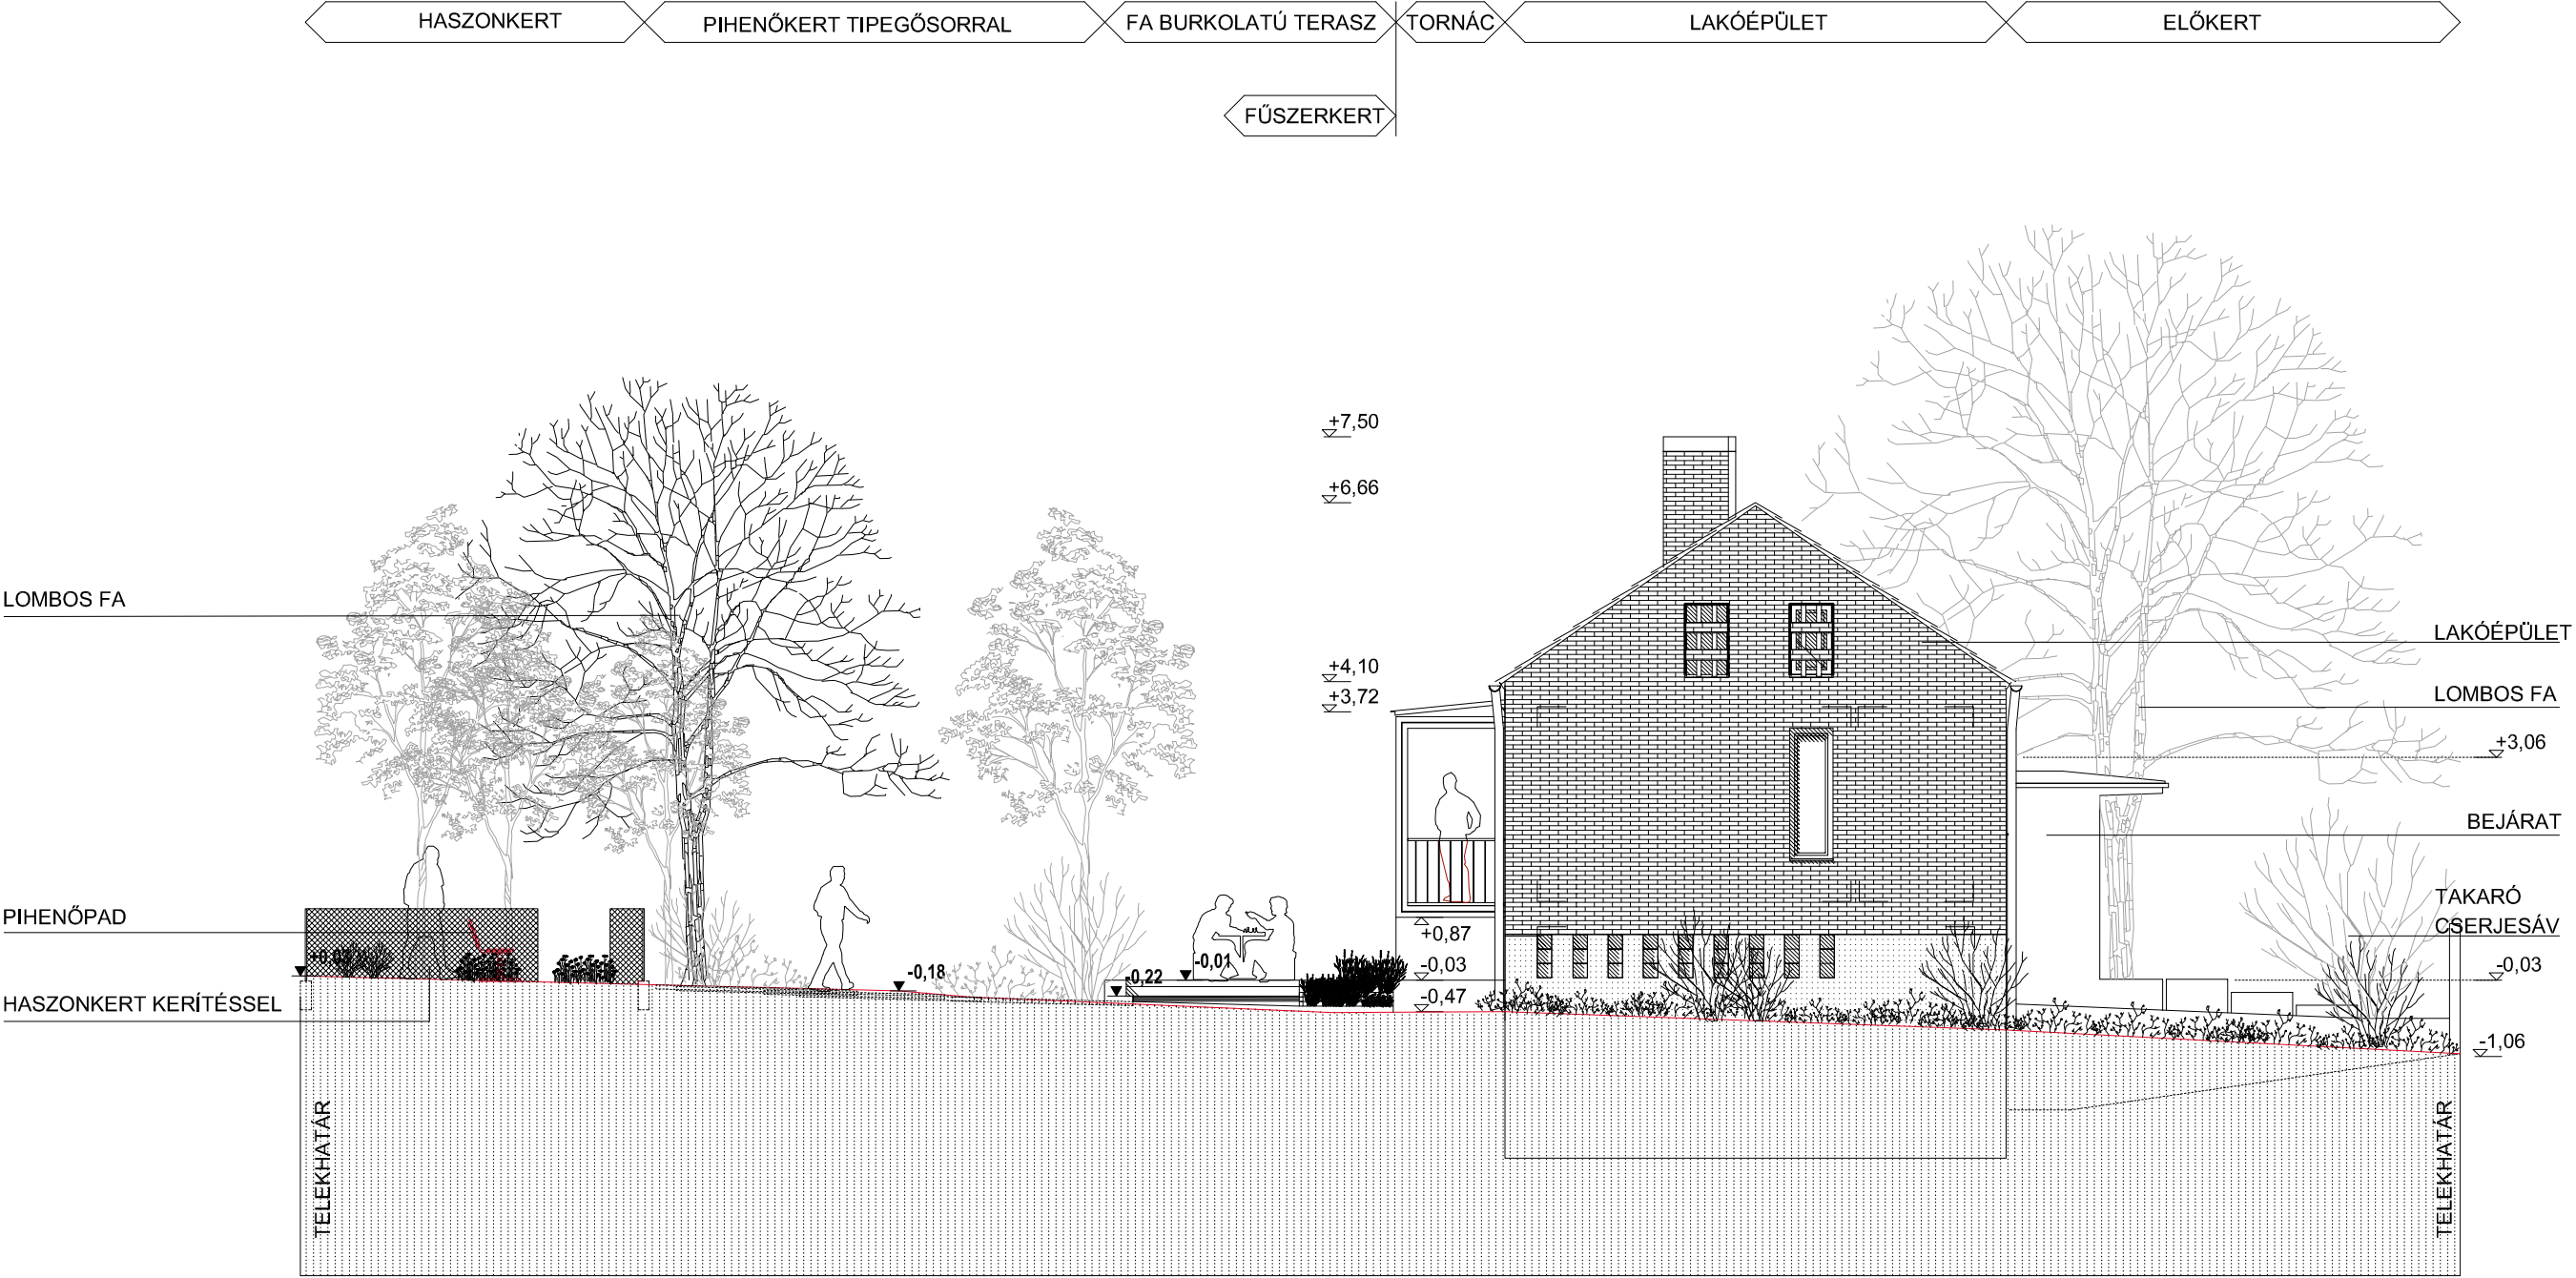 HASZONKERT
PIHENŐKERT TIPEGŐSORRAL
FA BURKOLATÚ TERASZ
TORNÁC
LAKÓÉPÜLET
ELŐKERT
FŰSZERKERT
+7,50
+6,66
+4,10
+3,72
LOMBOS FA
PIHENŐPAD
HASZONKERT KERÍTÉSSEL
-0,18
-0,22
-0,01
+0,87
-0,03
-0,47
LAKÓÉPÜLET
LOMBOS FA
+3,06
BEJÁRAT
TAKARÓ
CSERJESÁV
-0,03
-1,06
TELEKHATÁR
TELEKHATÁR